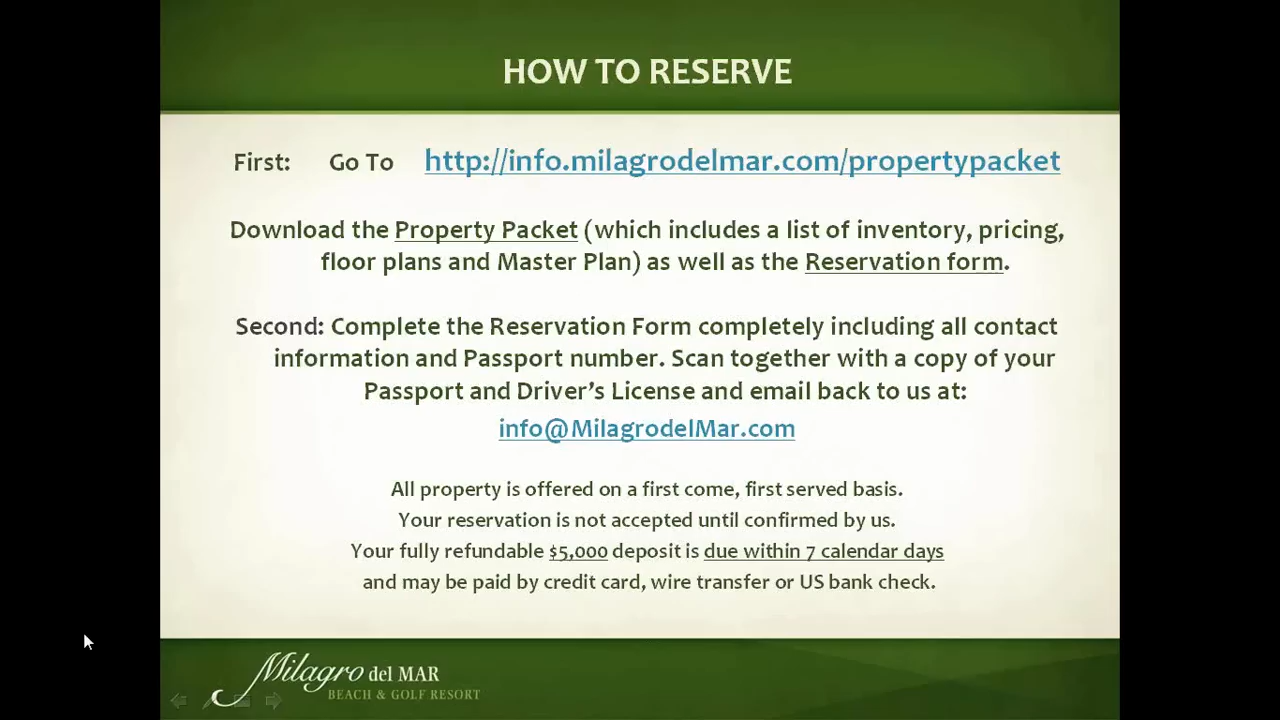 HOW TO RESERVE
First: Go To http://info.milagrodelmar.com/propertypacket
Download the Property Packet (which includes a list of inventory, pricing,
floor plans and Master Plan) as well as the Reservation form.
Second: Complete the Reservation Form completely including all contact
information and Passport number. Scan together with a copy of your
Passport and Driver’s License and email back to us at:
info@MilagrodelMar.com
All property is offered on a first come, first served basis.
Your reservation is not accepted until confirmed by us.
Your fully refundable $5,000 deposit is due within 7 calendar days
and may be paid by credit card, wire transfer or US bank check.
Milagro del MAR
BEACH & GOLF RESORT